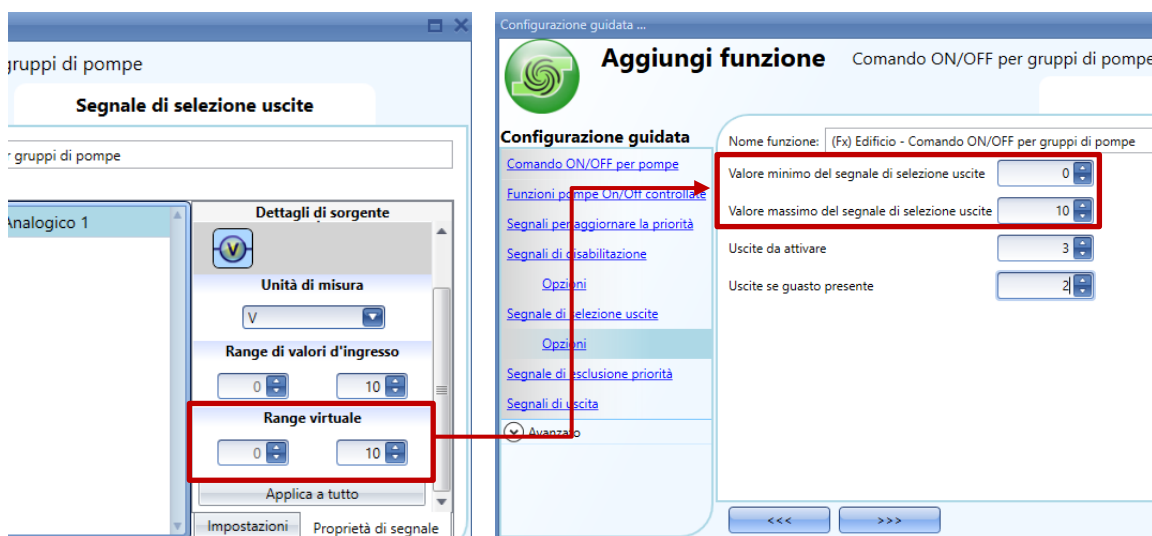 gruppi di pompe
Segnale di selezione uscite
gruppi di pompe
Analogico 1
Dettagli di sorgente
V
Unità di misura
V
Range di valori d'ingresso
0 10
Range virtuale
0 10
Applica a tutto
Impostazioni Proprietà di segnale
Configurazione guidata ...
Aggiungi funzione Comando ON/OFF per gruppi di pompe
Configurazione guidata
Comando ON/OFF per pompe
Funzioni pompe On/Off controllate
Segnali per aggiornare la priorità
Segnali di disabilitazione
Opzioni
Segnale di selezione uscite
Opzioni
Segnale di esclusione priorità
Segnali di uscita
Avanzato
Nome funzione: (Fx) Edificio - Comando ON/OFF per gruppi di pompe
Valore minimo del segnale di selezione uscite 0
Valore massimo del segnale di selezione uscite 10
Uscite da attivare 3
Uscite se guasto presente 2
<<< >>>